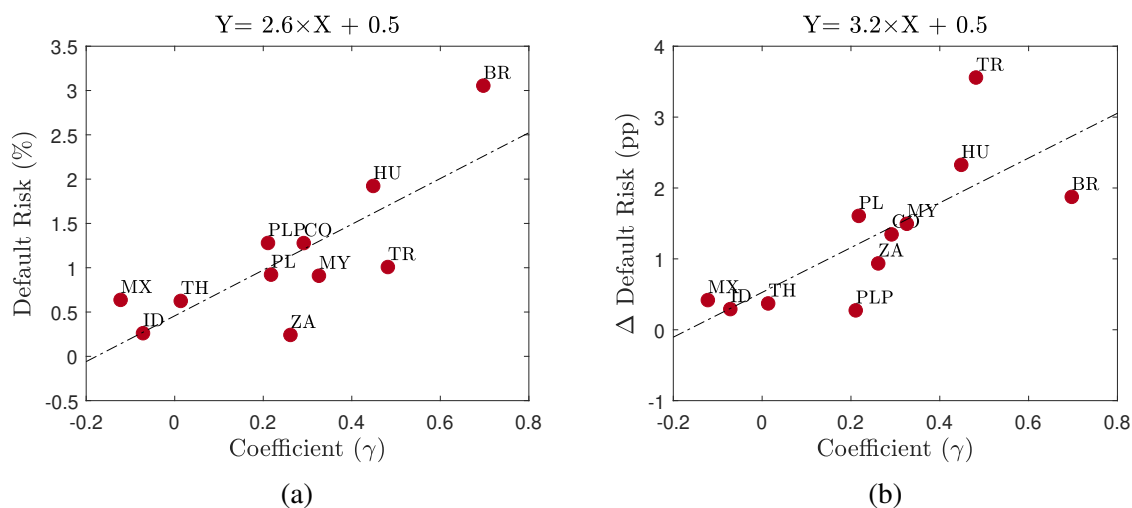 Y= 2.6×X + 0.5
3.5
3
2.5
2
1.5
1
0.5
0
-0.5
Default Risk (%)
BR
HU
PLP
CO
PL
MY
TR
MX
TH
ID
ZA
-0.2
0
0.2
0.4
0.6
0.8
Coefficient (γ)
(a)
Y= 3.2×X + 0.5
4
3
2
1
0
-1
Δ Default Risk (pp)
TR
HU
BR
PL
MY
CO
ZA
MX
ID
TH
PLP
-0.2
0
0.2
0.4
0.6
0.8
Coefficient (γ)
(b)